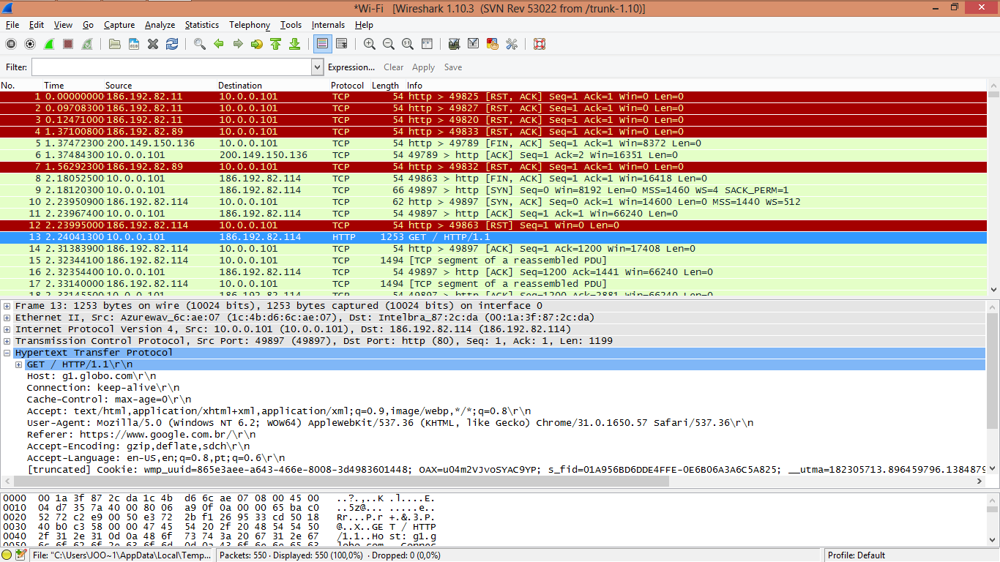 *Wi-Fi [Wireshark 1.10.3 (SVN Rev 53022 from /trunk-1.10)]
File Edit View Go Capture Analyze Statistics Telephony Tools Internals Help
Filter: Expression... Clear Apply Save
No. Time Source Destination Protocol Length Info
1 0.00000000 186.192.82.11 10.0.0.101 TCP 54 http > 49825 [RST, ACK] Seq=1 Ack=1 Win=0 Len=0
2 0.09708300 186.192.82.11 10.0.0.101 TCP 54 http > 49827 [RST, ACK] Seq=1 Ack=1 Win=0 Len=0
3 0.12471000 186.192.82.11 10.0.0.101 TCP 54 http > 49820 [RST, ACK] Seq=1 Ack=1 Win=0 Len=0
4 1.37100800 186.192.82.89 10.0.0.101 TCP 54 http > 49833 [RST, ACK] Seq=1 Ack=1 Win=0 Len=0
5 1.37472300 200.149.150.136 10.0.0.101 TCP 54 http > 49789 [FIN, ACK] Seq=1 Ack=1 Win=8372 Len=0
6 1.37484300 10.0.0.101 200.149.150.136 TCP 54 49789 > http [ACK] Seq=1 Ack=2 Win=16351 Len=0
7 1.56292300 186.192.82.89 10.0.0.101 TCP 54 http > 49832 [RST, ACK] Seq=1 Ack=1 Win=0 Len=0
8 2.18052500 10.0.0.101 186.192.82.114 TCP 54 49863 > http [FIN, ACK] Seq=1 Ack=1 Win=16418 Len=0
9 2.18120300 10.0.0.101 186.192.82.114 TCP 66 49897 > http [SYN] Seq=0 Win=8192 Len=0 MSS=1460 WS=4 SACK_PERM=1
10 2.23950900 186.192.82.114 10.0.0.101 TCP 62 http > 49897 [SYN, ACK] Seq=0 Ack=1 Win=14600 Len=0 MSS=1440 WS=512
11 2.23967400 10.0.0.101 186.192.82.114 TCP 54 49897 > http [ACK] Seq=1 Ack=1 Win=66240 Len=0
12 2.23995000 186.192.82.114 10.0.0.101 TCP 54 http > 49863 [RST] Seq=1 Win=0 Len=0
13 2.24041300 10.0.0.101 186.192.82.114 HTTP 1253 GET / HTTP/1.1
14 2.31383900 186.192.82.114 10.0.0.101 TCP 54 http > 49897 [ACK] Seq=1 Ack=1200 Win=17408 Len=0
15 2.32344100 186.192.82.114 10.0.0.101 TCP 1494 [TCP segment of a reassembled PDU]
16 2.32354400 10.0.0.101 186.192.82.114 TCP 54 49897 > http [ACK] Seq=1200 Ack=1441 Win=66240 Len=0
17 2.33140000 186.192.82.114 10.0.0.101 TCP 1494 [TCP segment of a reassembled PDU]
18 2.33145500 10.0.0.101 186.192.82.114 TCP 54 49897 > http [ACK] Seq=1200 Ack=2881 Win=66240 Len=0
Frame 13: 1253 bytes on wire (10024 bits), 1253 bytes captured (10024 bits) on interface 0
Ethernet II, Src: Azurewav_6c:ae:07 (1c:4b:d6:6c:ae:07), Dst: Intelbra_87:2c:da (00:1a:3f:87:2c:da)
Internet Protocol Version 4, Src: 10.0.0.101 (10.0.0.101), Dst: 186.192.82.114 (186.192.82.114)
Transmission Control Protocol, Src Port: 49897 (49897), Dst Port: http (80), Seq: 1, Ack: 1, Len: 1199
Hypertext Transfer Protocol
GET / HTTP/1.1\r\n
Host: g1.globo.com\r\n
Connection: keep-alive\r\n
Cache-Control: max-age=0\r\n
Accept: text/html,application/xhtml+xml,application/xml;q=0.9,image/webp,*/*;q=0.8\r\n
User-Agent: Mozilla/5.0 (Windows NT 6.2; WOW64) AppleWebKit/537.36 (KHTML, like Gecko) Chrome/31.0.1650.57 Safari/537.36\r\n
Referer: https://www.google.com.br/\r\n
Accept-Encoding: gzip,deflate,sdch\r\n
Accept-Language: en-US,en;q=0.8,pt;q=0.6\r\n
[truncated] Cookie: wmp_uuid=865e3aee-a643-466e-8008-3d4983601448; OAX=u04m2VJvoSYAC9YP; s_fid=01A956BD6DDE4FFE-0E6B06A3A6C5A825; __utma=182305713.896459796.1384879
0000 00 1a 3f 87 2c da 1c 4b d6 6c ae 07 08 00 45 00 ..?.,..K .l....E.
0010 04 d7 35 7a 40 00 80 06 a9 0f 0a 00 00 65 ba c0 ..5z@... .....e..
0020 52 72 c2 e9 00 50 e3 72 2b f1 26 95 33 cd 50 18 Rr...P.r +.&.3.P.
0030 40 b0 c3 58 00 00 47 45 54 20 2f 20 48 54 54 50 @..X..GE T / HTTP
0040 2f 31 2e 31 0d 0a 48 6f 73 74 3a 20 67 31 2e 67 /1.1..Ho st: g1.g
0050 6c 6f 62 6f 2e 63 6f 6d 0d 0a 43 6f 6e 6e 65 63 lobo.com ..Connec
File: "C:\Users\JOO~1\AppData\Local\Temp... Packets: 550 · Displayed: 550 (100,0%) · Dropped: 0 (0,0%) Profile: Default